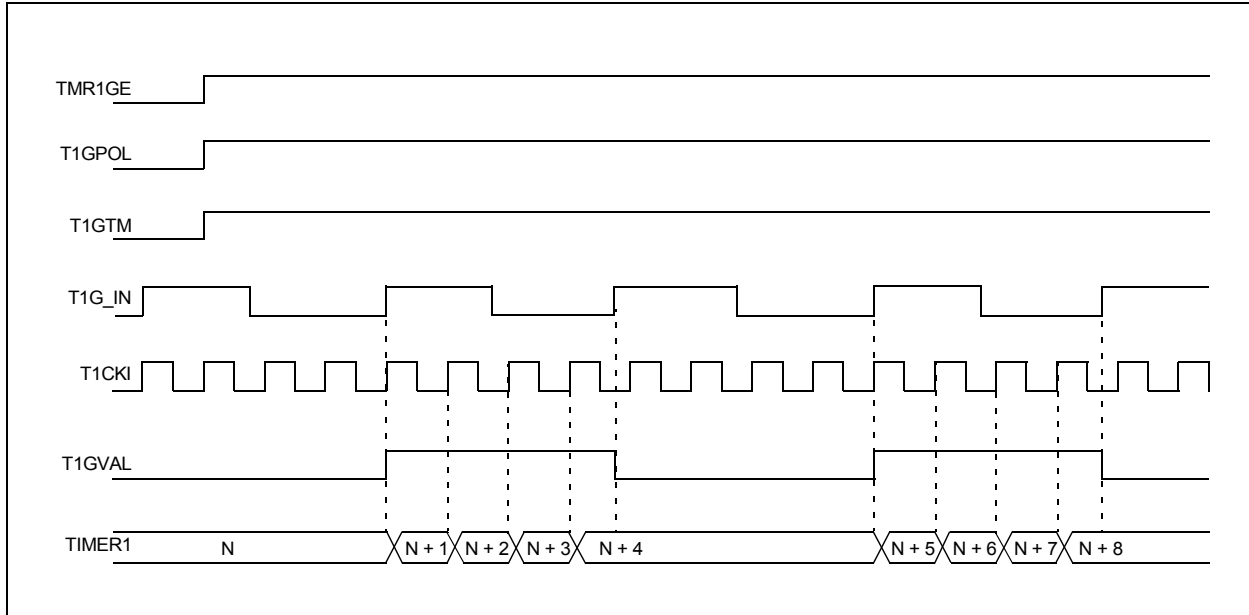 TMR1GE
T1GPOL
T1GTM
T1G_IN
T1CKI
T1GVAL
TIMER1 N N + 1 N + 2 N + 3 N + 4 N + 5 N + 6 N + 7 N + 8